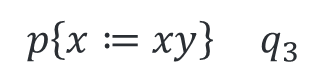 p{x ≔ xy} q₃